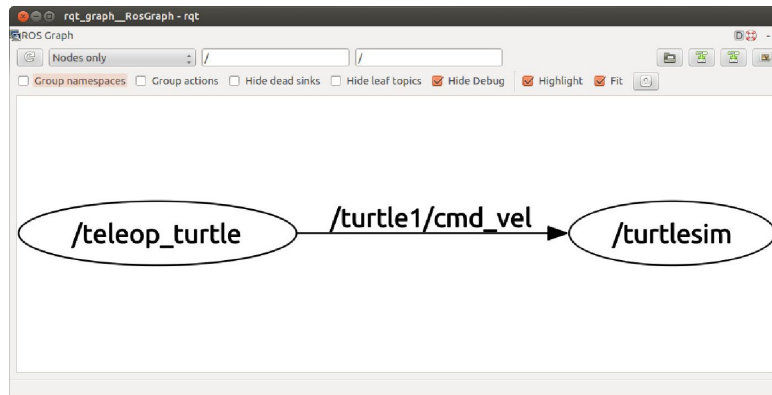 rqt_graph__RosGraph - rqt
ROS Graph
D
-
Nodes only
/
/
Group namespaces
Group actions
Hide dead sinks
Hide leaf topics
Hide Debug
Highlight
Fit
/teleop_turtle
/turtle1/cmd_vel
/turtlesim